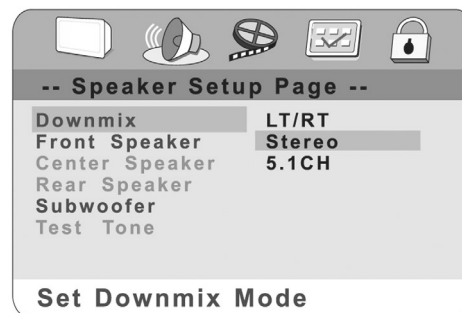 -- Speaker Setup Page --
Downmix
Front Speaker
Center Speaker
Rear Speaker
Subwoofer
Test Tone
LT/RT
Stereo
5.1CH
Set Downmix Mode